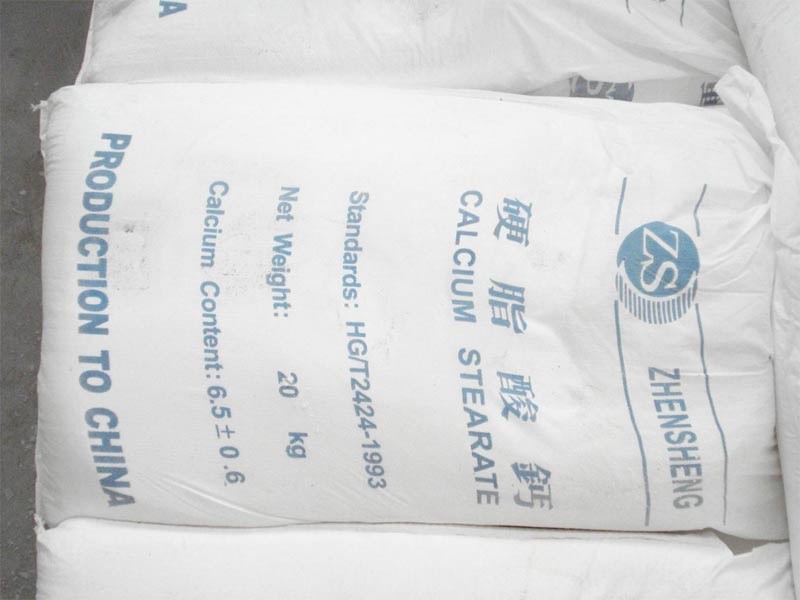 ZS
ZHENSHENG
硬脂酸钙
CALCIUM STEARATE
Standards: HG/T2424-1993
Net Weight: 20 kg
Calcium Content: 6.5 ± 0.6
PRODUCTION TO CHINA
A
ZS